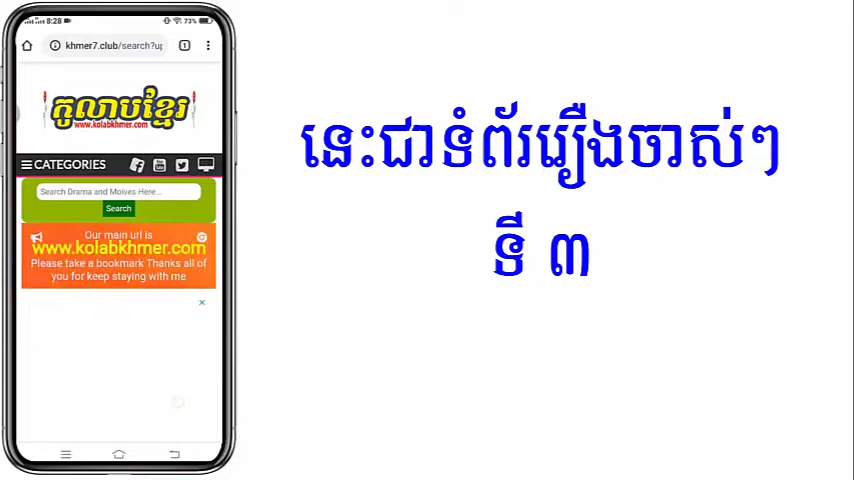 8:28
73%
khmer7.club/search?up
1
កូលាបខ្មែរ
www.kolabkhmer.com
CATEGORIES
Search Drama and Moives Here...
Search
Our main url is
www.kolabkhmer.com
Please take a bookmark Thanks all of
you for keep staying with me
នេះជាទំព័ររឿងចាស់ៗ
ទី ៣